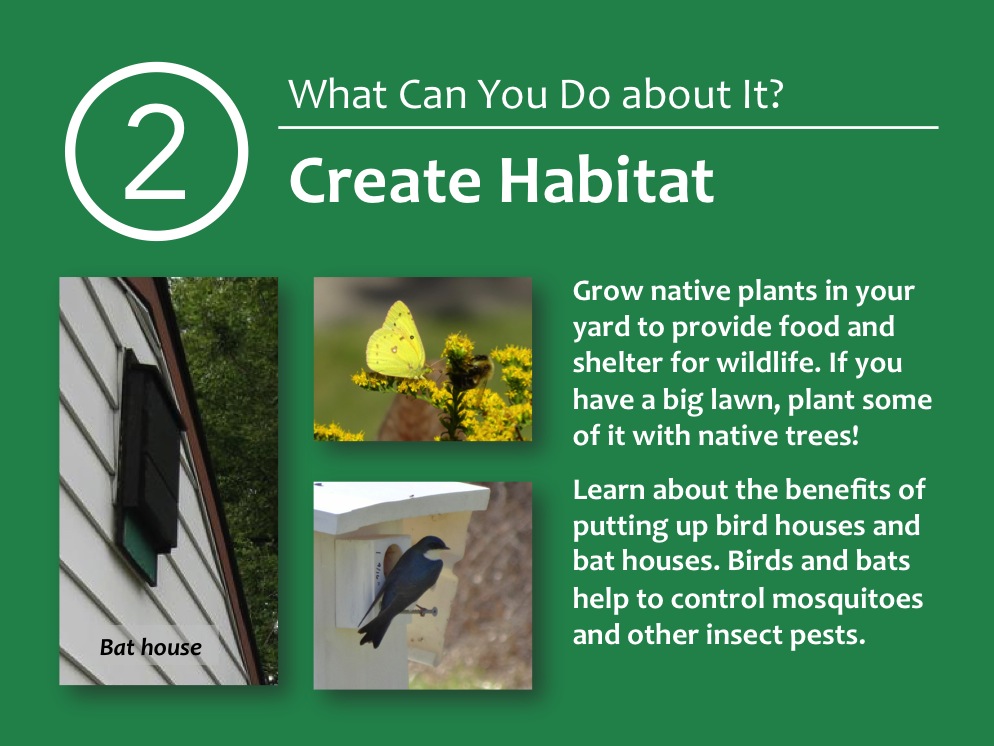 2
What Can You Do about It?
Create Habitat
Grow native plants in your
yard to provide food and
shelter for wildlife. If you
have a big lawn, plant some
of it with native trees!
Learn about the benefits of
putting up bird houses and
bat houses. Birds and bats
help to control mosquitoes
and other insect pests.
Bat house